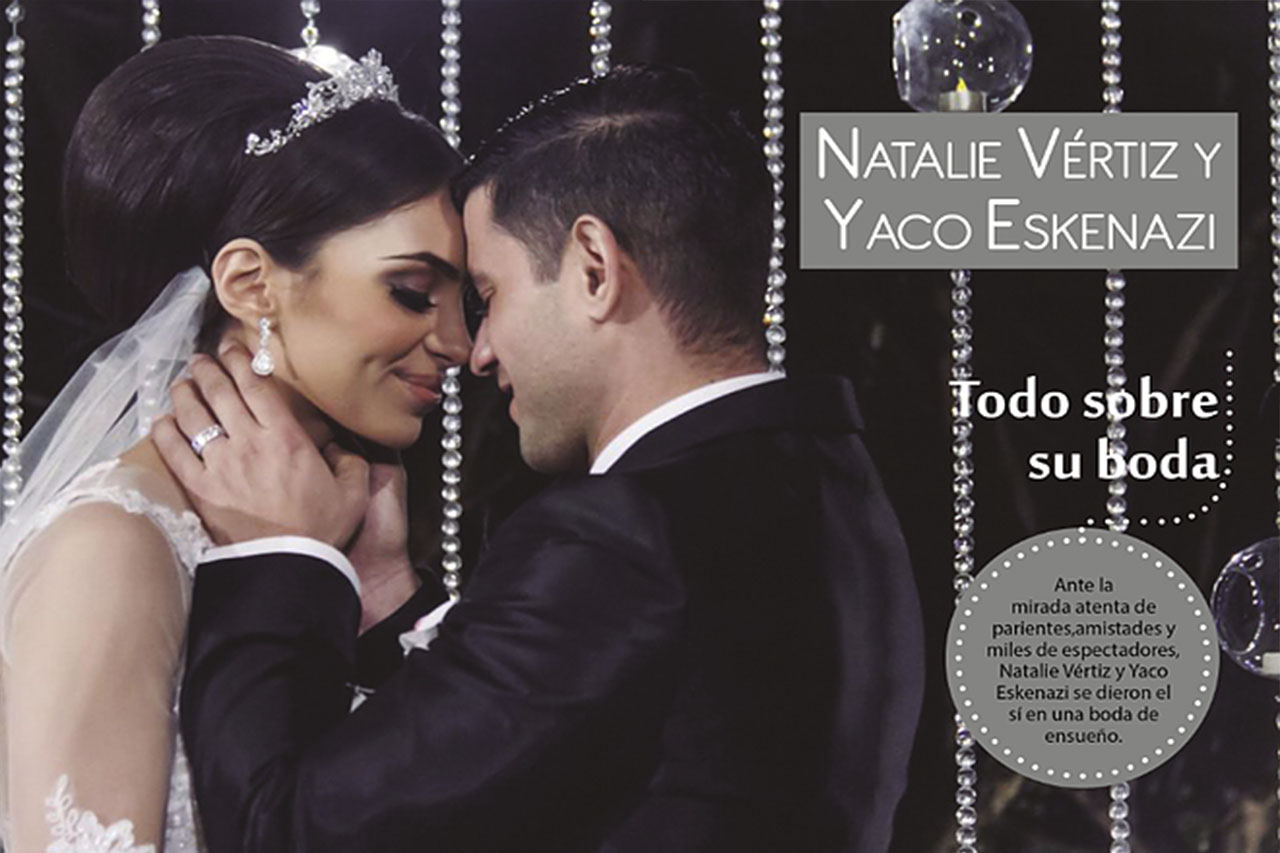 NATALIE VÉRTIZ Y
YACO ESKENAZI
Todo sobre
su boda
Ante la
mirada atenta de
parientes,amistades y
miles de espectadores,
Natalie Vértiz y Yaco
Eskenazi se dieron el
sí en una boda de
ensueño.